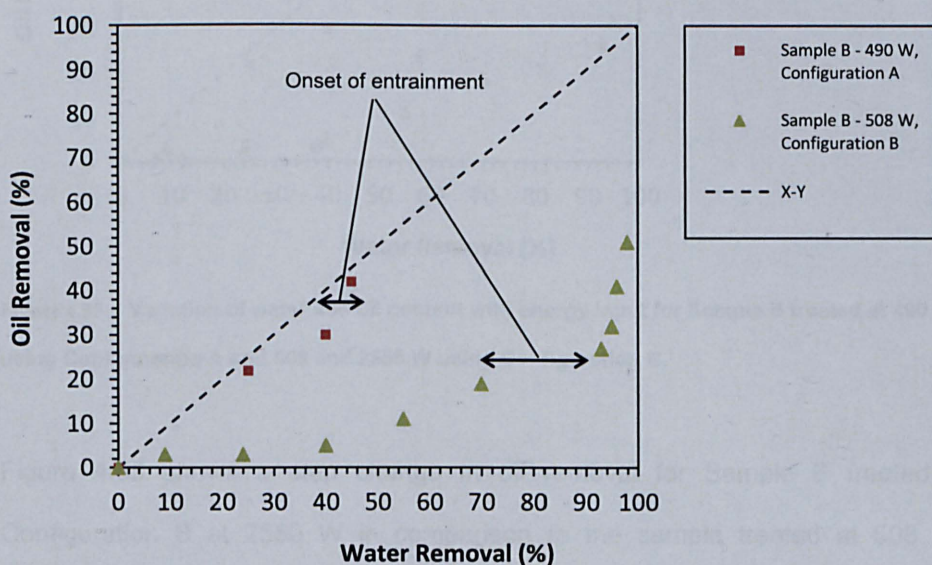 100
90
80
70
60
50
40
30
20
10
0
Oil Removal (%)
Onset of entrainment
0 10 20 30 40 50 60 70 80 90 100
Water Removal (%)
Sample B - 490 W,
Configuration A
Sample B - 508 W,
Configuration B
X-Y